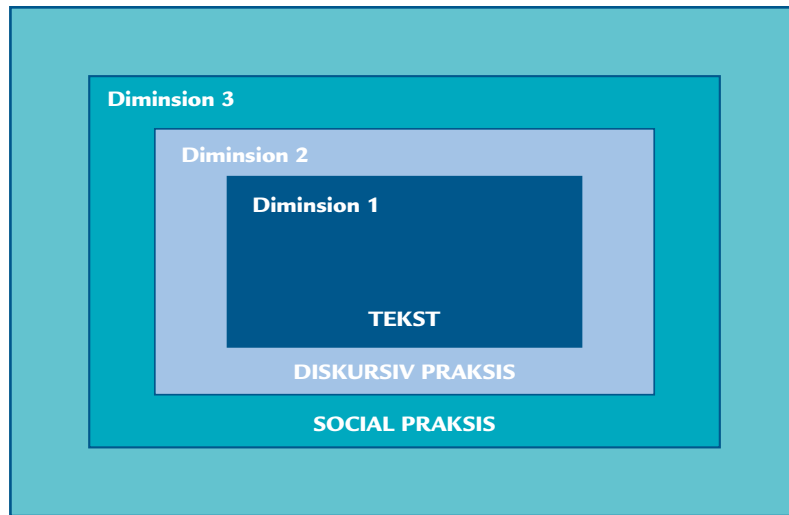 Diminsion 3
Diminsion 2
Diminsion 1
TEKST
DISKURSIV PRAKSIS
SOCIAL PRAKSIS